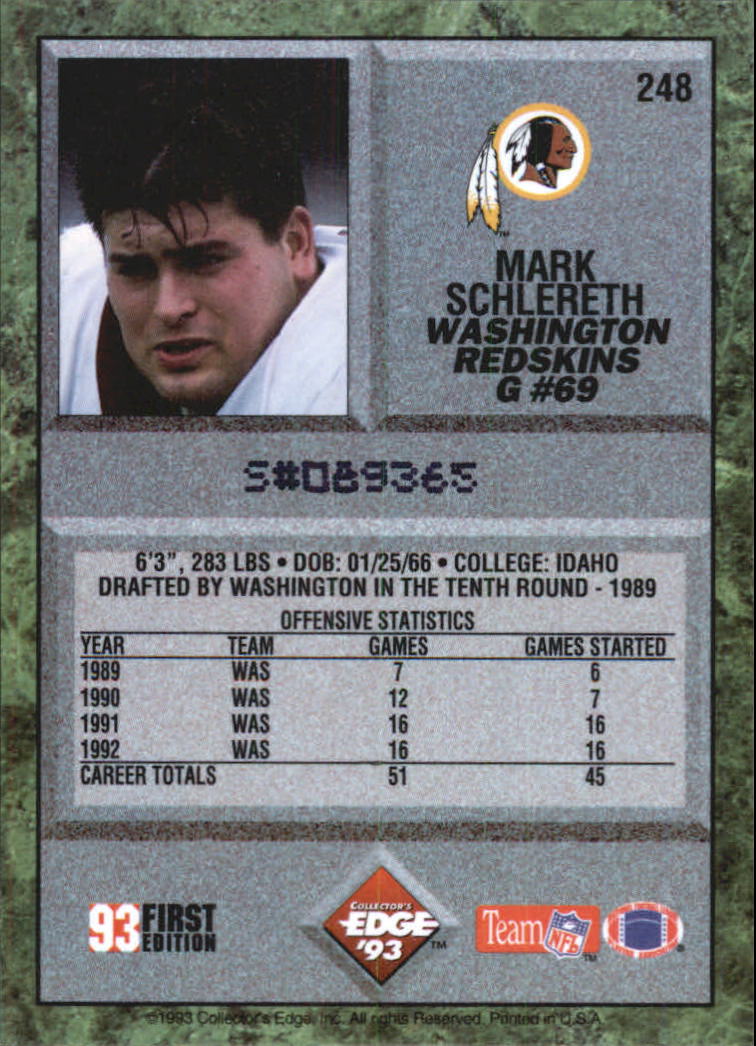 248
MARK
SCHLERETH
WASHINGTON
REDSKINS
G #69
S#089365
6'3", 283 LBS • DOB: 01/25/66 • COLLEGE: IDAHO
DRAFTED BY WASHINGTON IN THE TENTH ROUND - 1989
OFFENSIVE STATISTICS
YEAR TEAM GAMES GAMES STARTED
1989 WAS 7 6
1990 WAS 12 7
1991 WAS 16 16
1992 WAS 16 16
CAREER TOTALS 51 45
93 FIRST EDITION
COLLECTOR'S
EDGE
'93 TM
Team NFL TM
©1993 Collector's Edge, Inc. All rights Reserved. Printed in U.S.A.